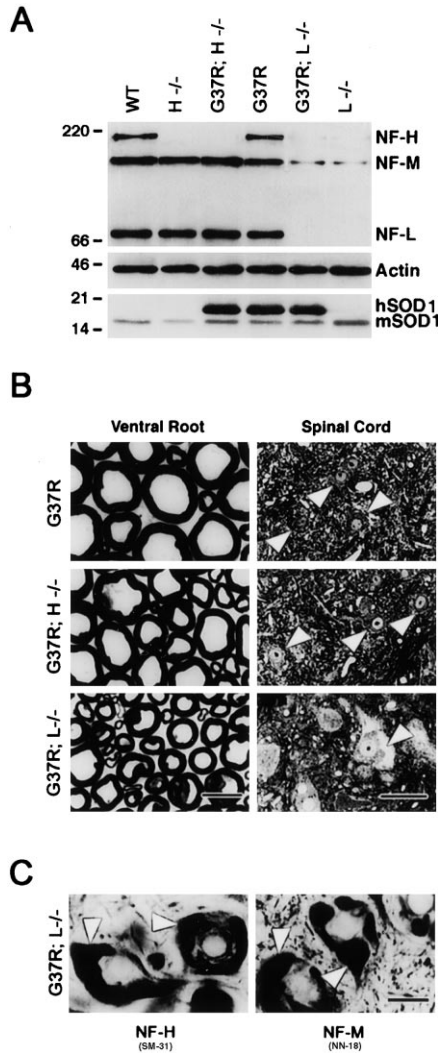 A
WT
H -/-
G37R; H -/-
G37R
G37R; L -/-
L -/-
220
NF-H
NF-M
NF-L
66
46
Actin
21
hSOD1
mSOD1
14
B
Ventral Root
Spinal Cord
G37R
G37R; H -/-
G37R; L-/-
C
G37R; L-/-
NF-H
NF-M
(SM-31)
(NN-18)